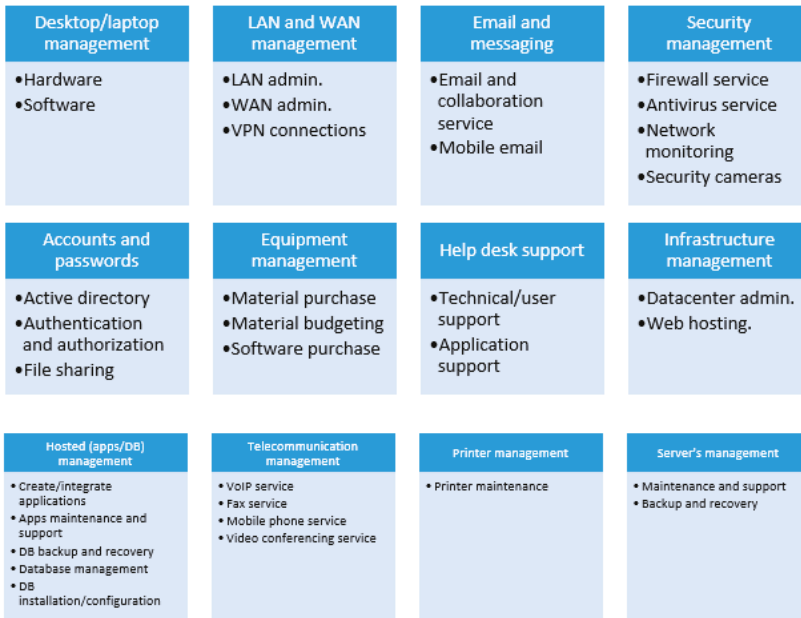 Desktop/laptop
management
•Hardware
•Software
LAN and WAN
management
•LAN admin.
•WAN admin.
•VPN connections
Email and
messaging
•Email and
collaboration
service
•Mobile email
Security
management
•Firewall service
•Antivirus service
•Network
monitoring
•Security cameras
Accounts and
passwords
•Active directory
•Authentication
and authorization
•File sharing
Equipment
management
•Material purchase
•Material budgeting
•Software purchase
Help desk support
•Technical/user
support
•Application
support
Infrastructure
management
•Datacenter admin.
•Web hosting.
Hosted (apps/DB)
management
• Create/integrate
applications
• Apps maintenance and
support
• DB backup and recovery
• Database management
• DB
installation/configuration
Telecommunication
management
• VoIP service
• Fax service
• Mobile phone service
• Video conferencing service
Printer management
• Printer maintenance
Server's management
• Maintenance and support
• Backup and recovery